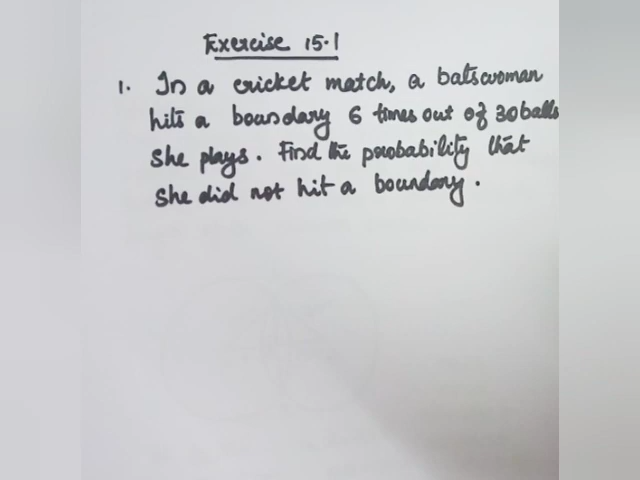 Exercise 15.1
1. In a cricket match, a batswoman
hits a boundary 6 times out of 30 balls
she plays. Find the probability that
she did not hit a boundary.